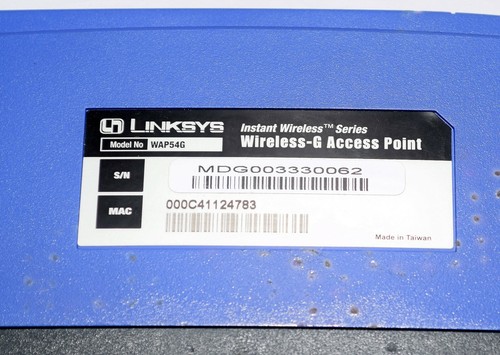 LINKSYS Instant Wireless™ Series
Model No WAP54G Wireless-G Access Point
S/N MDG003330062
MAC 000C41124783
Made in Taiwan